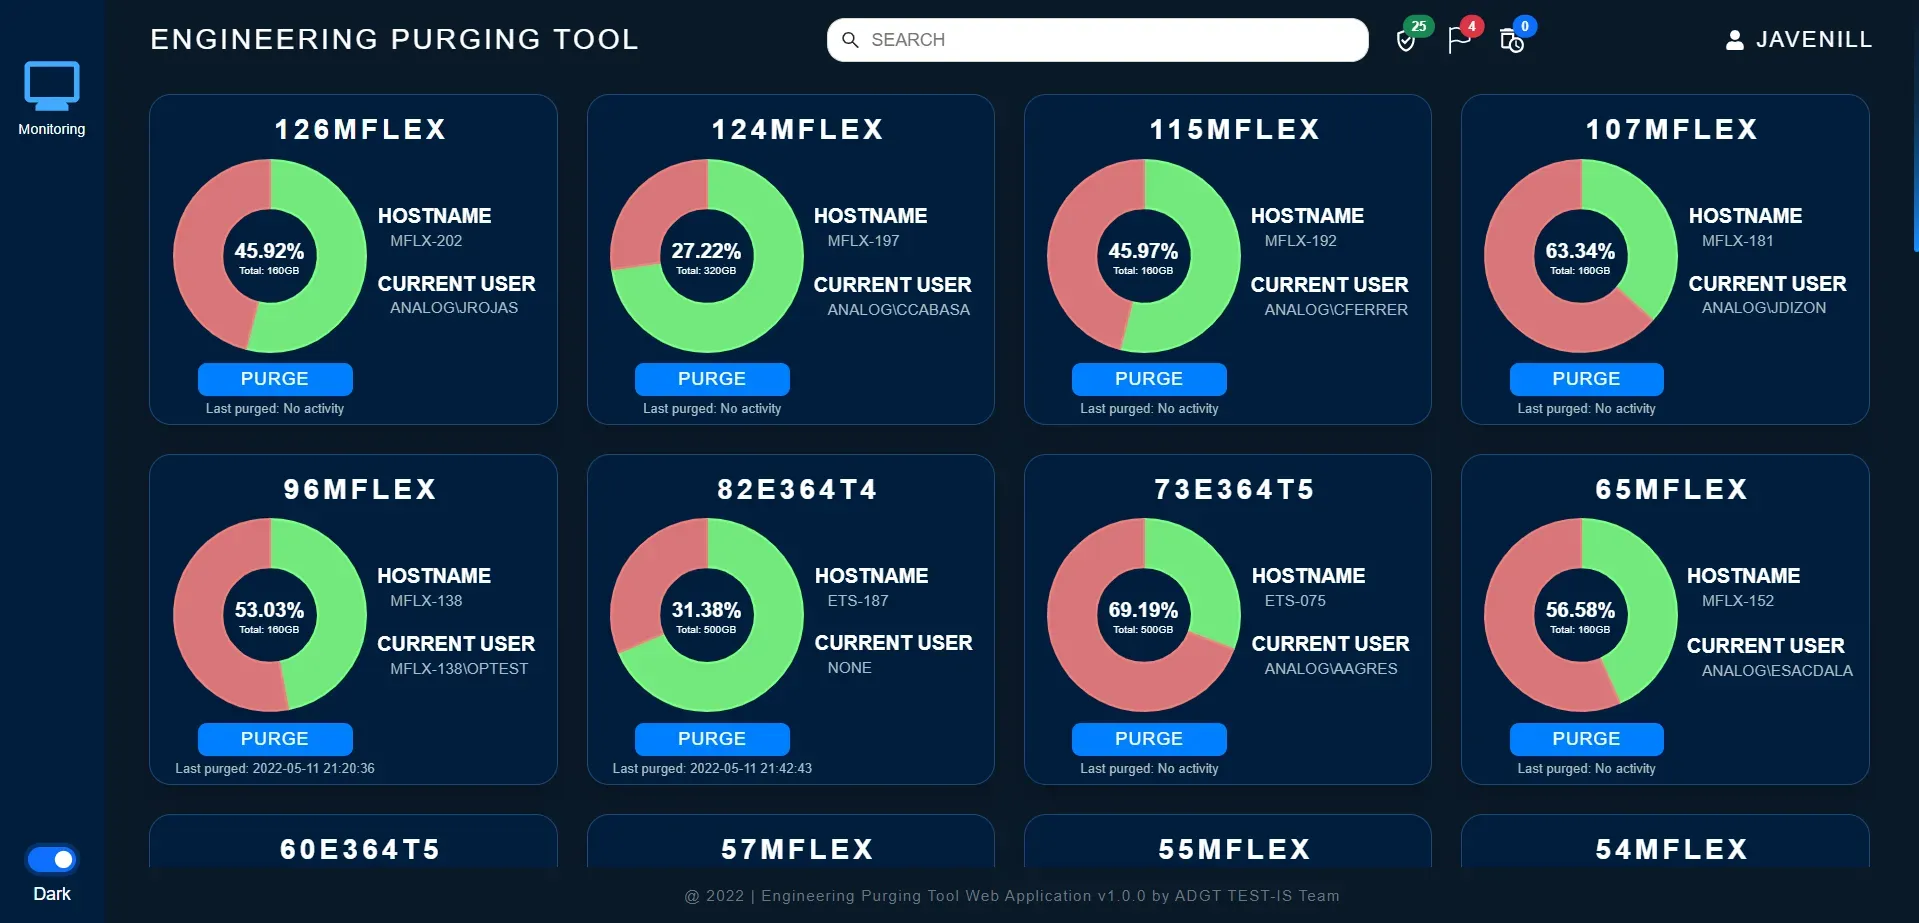 ENGINEERING PURGING TOOL
SEARCH
25
4
0
JAVENILL
Monitoring
126MFLEX
45.92%
Total: 160GB
HOSTNAME
MFLX-202
CURRENT USER
ANALOG\JROJAS
PURGE
Last purged: No activity
124MFLEX
27.22%
Total: 320GB
HOSTNAME
MFLX-197
CURRENT USER
ANALOG\CCABASA
PURGE
Last purged: No activity
115MFLEX
45.97%
Total: 160GB
HOSTNAME
MFLX-192
CURRENT USER
ANALOG\CFERRER
PURGE
Last purged: No activity
107MFLEX
63.34%
Total: 160GB
HOSTNAME
MFLX-181
CURRENT USER
ANALOG\JDIZON
PURGE
Last purged: No activity
96MFLEX
53.03%
Total: 160GB
HOSTNAME
MFLX-138
CURRENT USER
MFLX-138\OPTEST
PURGE
Last purged: 2022-05-11 21:20:36
82E364T4
31.38%
Total: 500GB
HOSTNAME
ETS-187
CURRENT USER
NONE
PURGE
Last purged: 2022-05-11 21:42:43
73E364T5
69.19%
Total: 500GB
HOSTNAME
ETS-075
CURRENT USER
ANALOG\AAGRES
PURGE
Last purged: No activity
65MFLEX
56.58%
Total: 160GB
HOSTNAME
MFLX-152
CURRENT USER
ANALOG\ESACDALA
PURGE
Last purged: No activity
60E364T5
57MFLEX
55MFLEX
54MFLEX
Dark
@ 2022 | Engineering Purging Tool Web Application v1.0.0 by ADGT TEST-IS Team